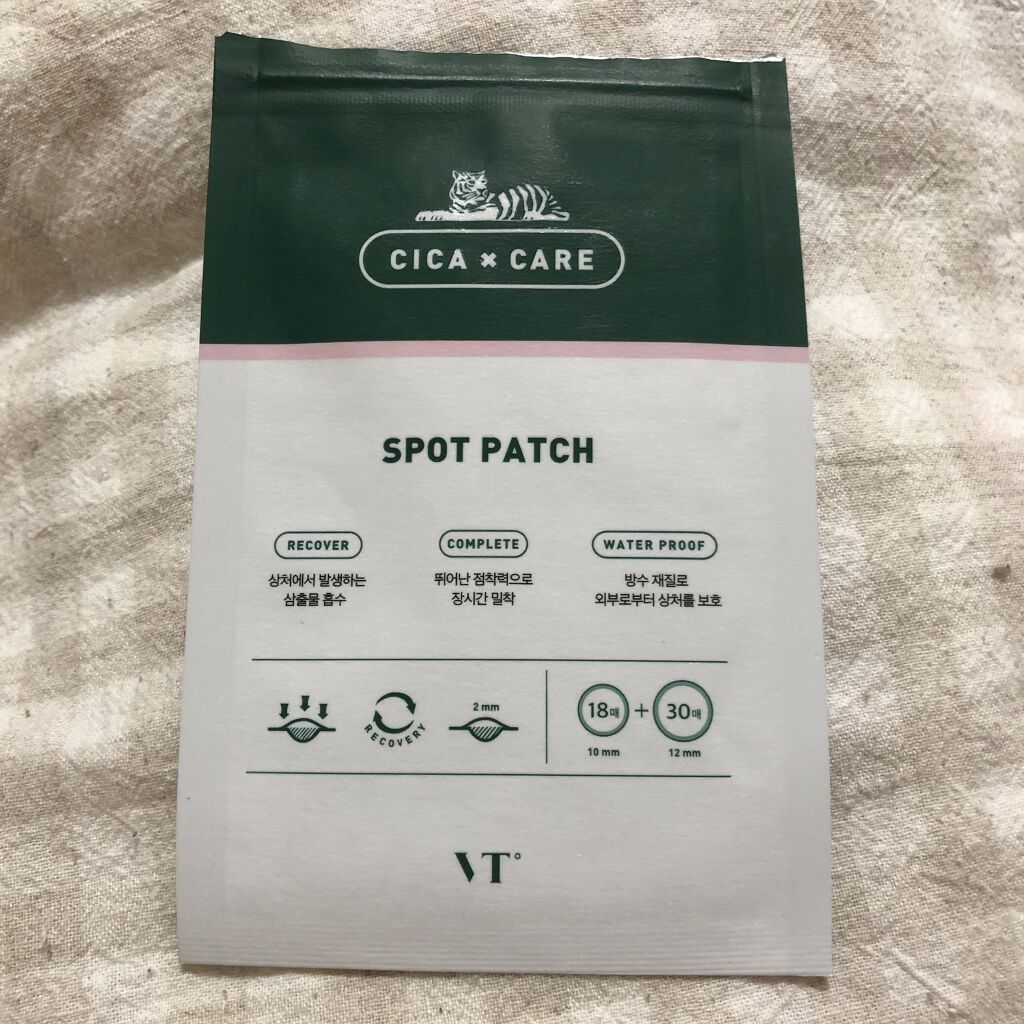 CICA × CARE
SPOT PATCH
RECOVER
상처에서 발생하는
삼출물 흡수
COMPLETE
뛰어난 점착력으로
장시간 밀착
WATER PROOF
방수 재질로
외부로부터 상처를 보호
RECOVERY
2 mm
18매 + 30매
10 mm 12 mm
VT°